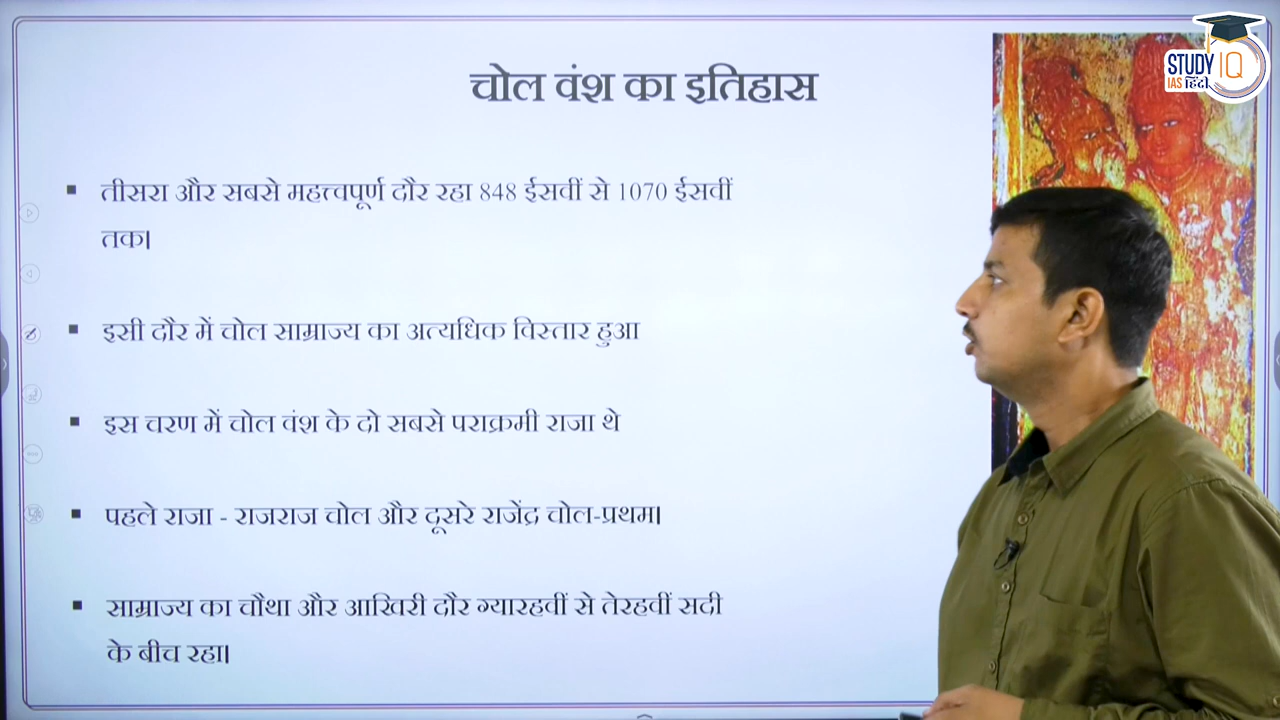 STUDY IQ
IAS हिंदी
चोल वंश का इतिहास
▪ तीसरा और सबसे महत्त्वपूर्ण दौर रहा 848 ईसवीं से 1070 ईसवीं
तक।
▪ इसी दौर में चोल साम्राज्य का अत्यधिक विस्तार हुआ
▪ इस चरण में चोल वंश के दो सबसे पराक्रमी राजा थे
▪ पहले राजा - राजराज चोल और दूसरे राजेंद्र चोल-प्रथम।
▪ साम्राज्य का चौथा और आखिरी दौर ग्यारहवीं से तेरहवीं सदी
के बीच रहा।